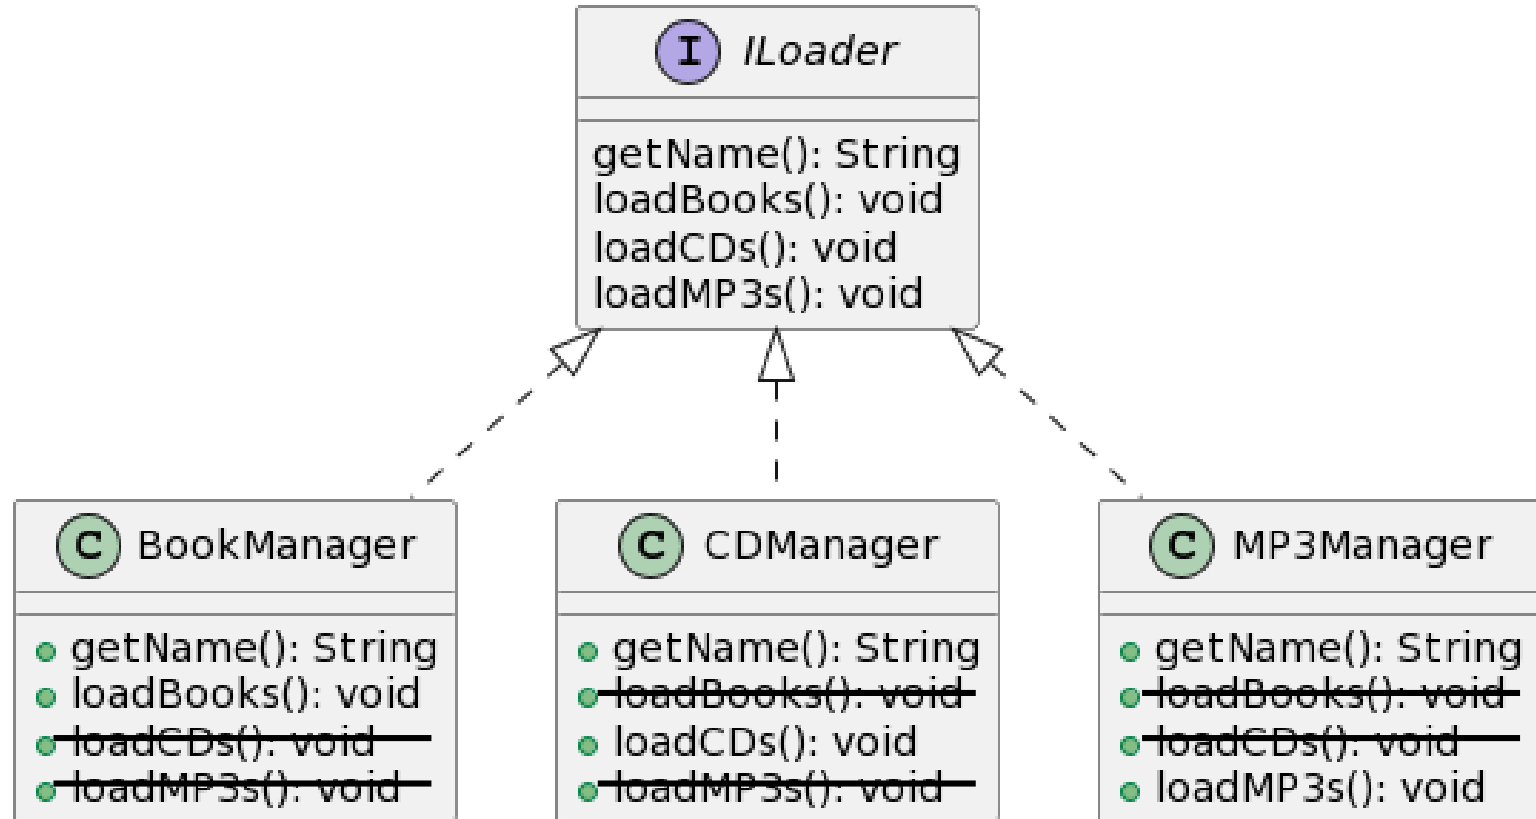 I ILoader
getName(): String
loadBooks(): void
loadCDs(): void
loadMP3s(): void
C BookManager
getName(): String
loadBooks(): void
loadCDs(): void
loadMP3s(): void
C CDManager
getName(): String
loadBooks(): void
loadCDs(): void
loadMP3s(): void
C MP3Manager
getName(): String
loadBooks(): void
loadCDs(): void
loadMP3s(): void